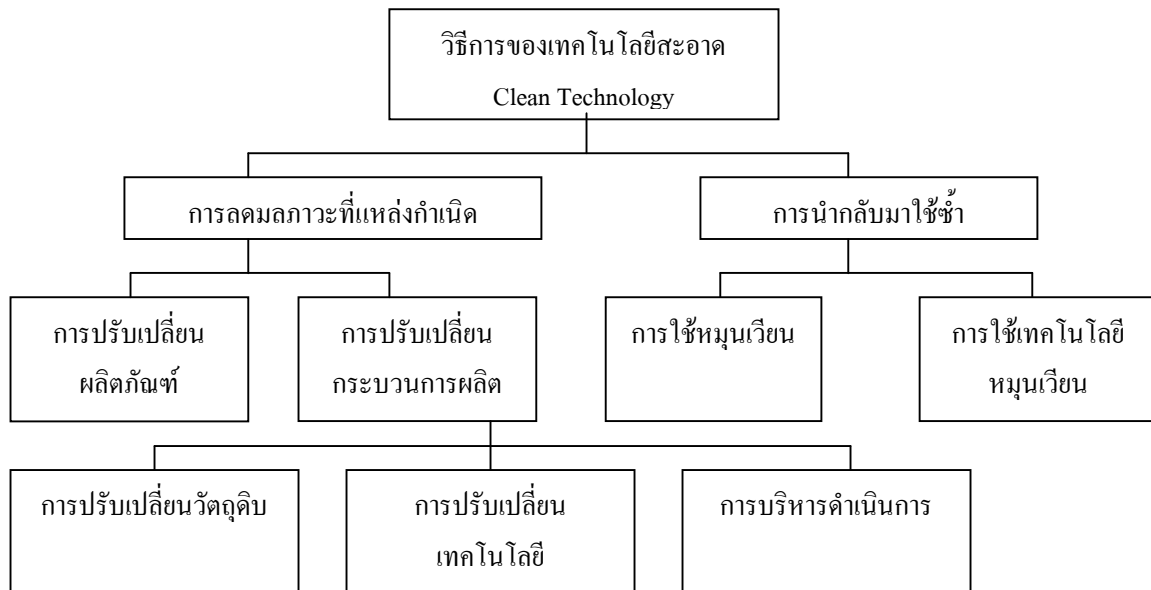 วิธีการของเทคโนโลยีสะอาด
Clean Technology
การลดมลภาวะที่แหล่งกำเนิด
การนำกลับมาใช้ซ้ำ
การปรับเปลี่ยน
ผลิตภัณฑ์
การปรับเปลี่ยน
กระบวนการผลิต
การใช้หมุนเวียน
การใช้เทคโนโลยี
หมุนเวียน
การปรับเปลี่ยนวัตถุดิบ
การปรับเปลี่ยน
เทคโนโลยี
การบริหารดำเนินการ